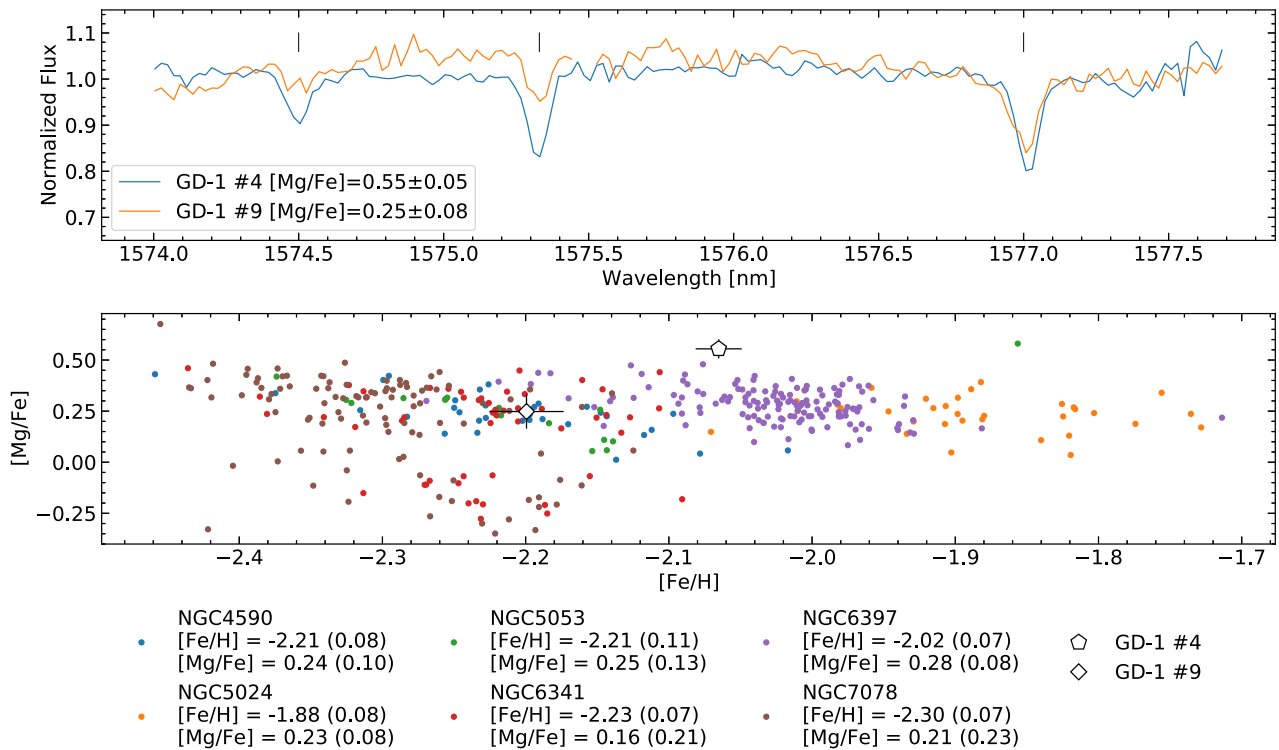 1.1
1.0
0.9
0.8
0.7
Normalized Flux
GD-1 #4 [Mg/Fe]=0.55±0.05
GD-1 #9 [Mg/Fe]=0.25±0.08
1574.0 1574.5 1575.0 1575.5 1576.0 1576.5 1577.0 1577.5
Wavelength [nm]
0.50
0.25
0.00
−0.25
[Mg/Fe]
−2.4 −2.3 −2.2 −2.1 −2.0 −1.9 −1.8 −1.7
[Fe/H]
NGC4590
[Fe/H] = -2.21 (0.08)
[Mg/Fe] = 0.24 (0.10)
NGC5024
[Fe/H] = -1.88 (0.08)
[Mg/Fe] = 0.23 (0.08)
NGC5053
[Fe/H] = -2.21 (0.11)
[Mg/Fe] = 0.25 (0.13)
NGC6341
[Fe/H] = -2.23 (0.07)
[Mg/Fe] = 0.16 (0.21)
NGC6397
[Fe/H] = -2.02 (0.07)
[Mg/Fe] = 0.28 (0.08)
NGC7078
[Fe/H] = -2.30 (0.07)
[Mg/Fe] = 0.21 (0.23)
GD-1 #4
GD-1 #9